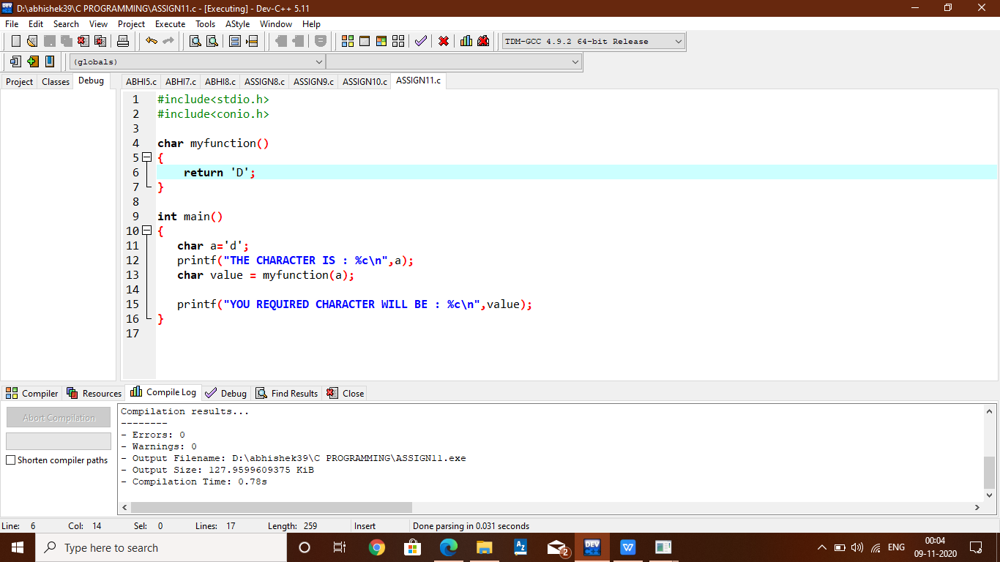 D:\abhishek39\C PROGRAMMING\ASSIGN11.c - [Executing] - Dev-C++ 5.11
File Edit Search View Project Execute Tools AStyle Window Help
TDM-GCC 4.9.2 64-bit Release
(globals)
Project Classes Debug
ABHI5.c ABHI7.c ABHI8.c ASSIGN8.c ASSIGN9.c ASSIGN10.c ASSIGN11.c
1 #include<stdio.h>
2 #include<conio.h>
3
4 char myfunction()
5 {
6 return 'D';
7 }
8
9 int main()
10 {
11 char a='d';
12 printf("THE CHARACTER IS : %c\n",a);
13 char value = myfunction(a);
14
15 printf("YOU REQUIRED CHARACTER WILL BE : %c\n",value);
16 }
17
Compiler Resources Compile Log Debug Find Results Close
Abort Compilation
Shorten compiler paths
Compilation results...
--------
- Errors: 0
- Warnings: 0
- Output Filename: D:\abhishek39\C PROGRAMMING\ASSIGN11.exe
- Output Size: 127.9599609375 KiB
- Compilation Time: 0.78s
Line: 6 Col: 14 Sel: 0 Lines: 17 Length: 259 Insert Done parsing in 0.031 seconds
Type here to search
2
DEV
W
ENG
00:04
09-11-2020